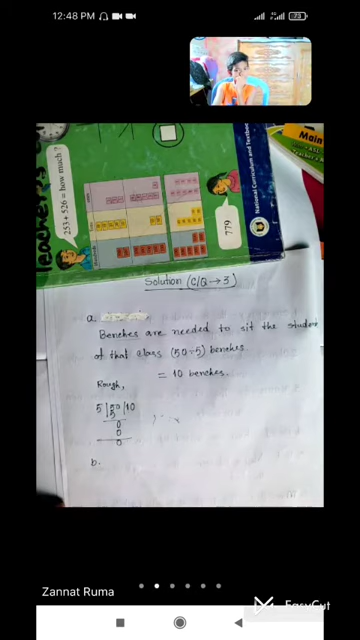 12:48 PM
73
253 + 526 = how much ?
779
National Curriculum and Textbook
Main
Solution (C/Q → 3)
a.
Benches are needed to sit the student
of that class (50 ÷ 5) benches.
= 10 benches.
Rough,
5 | 50 | 10
5
0
0
0
b.
Zannat Ruma
EasyCut